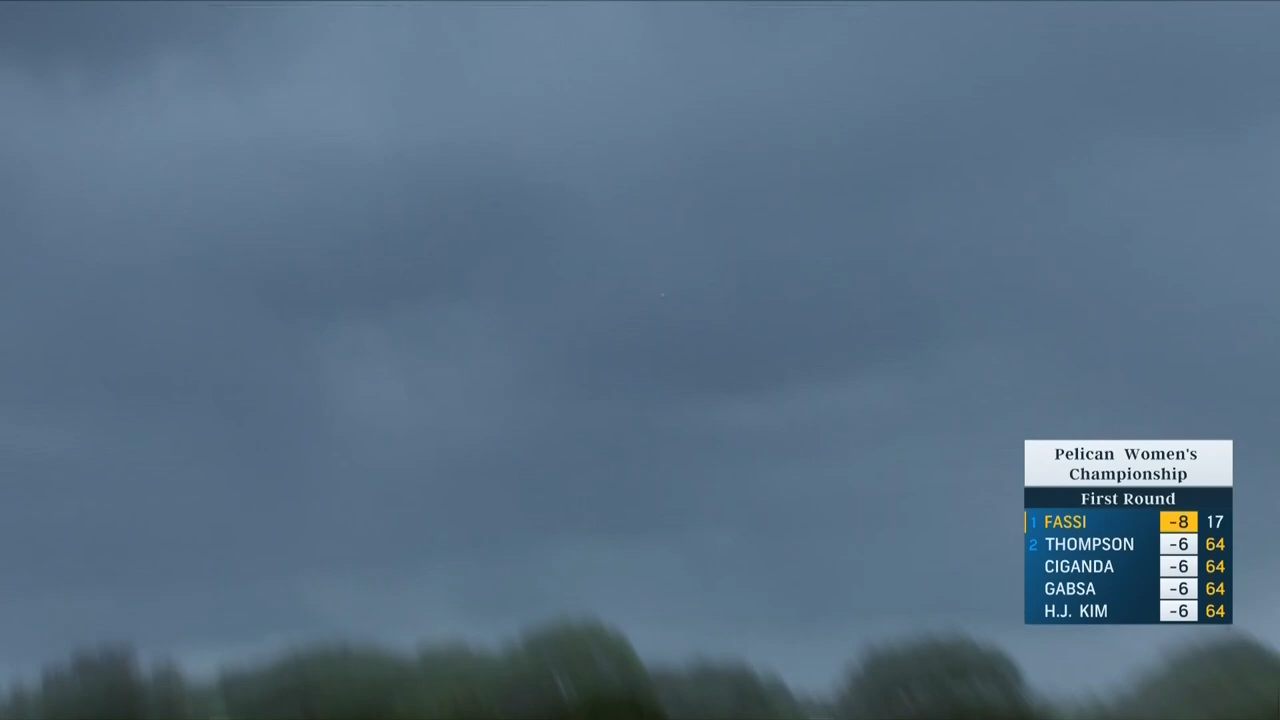 Pelican Women's
Championship
First Round
1 FASSI -8 17
2 THOMPSON -6 64
CIGANDA -6 64
GABSA -6 64
H.J. KIM -6 64